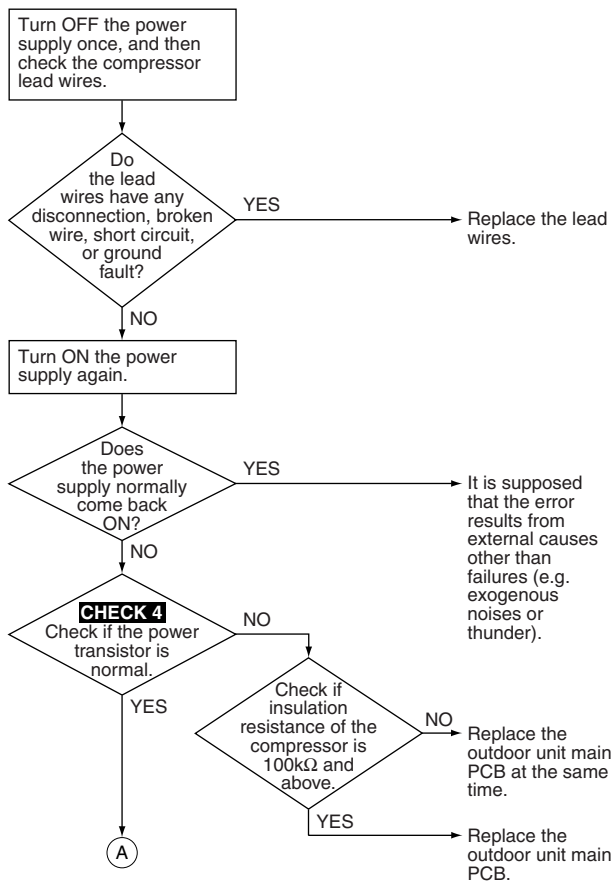 Turn OFF the power
supply once, and then
check the compressor
lead wires.
Do
the lead
wires have any
disconnection, broken
wire, short circuit,
or ground
fault?
YES
Replace the lead
wires.
NO
Turn ON the power
supply again.
Does
the power
supply normally
come back
ON?
YES
It is supposed
that the error
results from
external causes
other than
failures (e.g.
exogenous
noises or
thunder).
NO
CHECK 4
Check if the power
transistor is
normal.
NO
YES
Check if
insulation
resistance of the
compressor is
100kΩ and
above.
NO
Replace the
outdoor unit main
PCB at the same
time.
YES
Replace the
outdoor unit main
PCB.
A